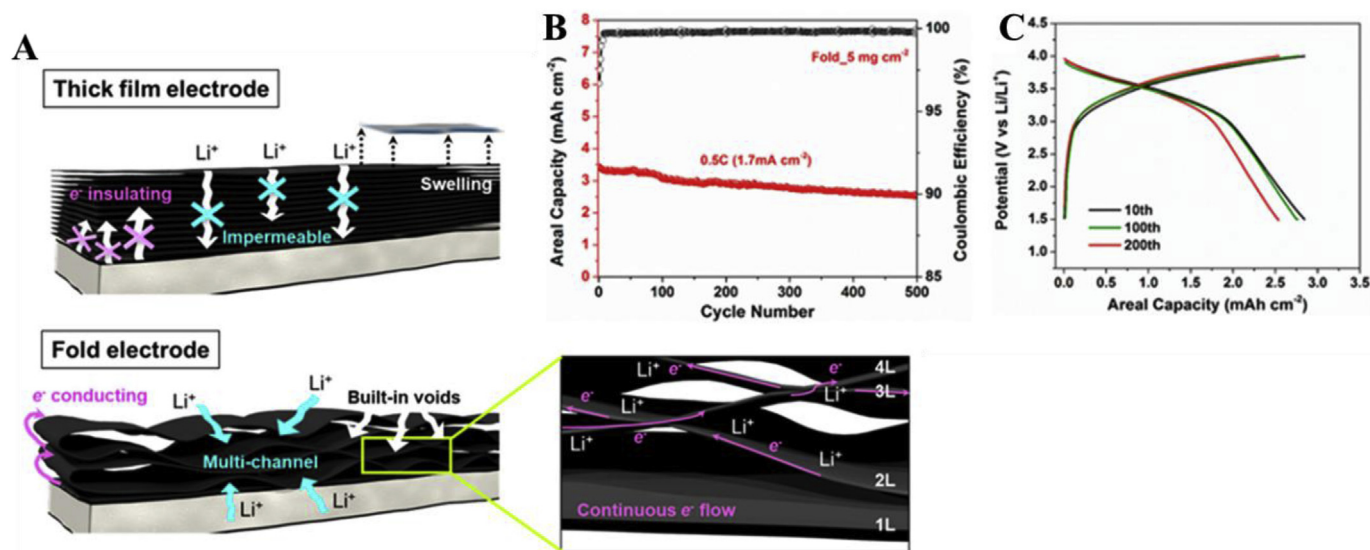 A
Thick film electrode
Li⁺ Li⁺ Li⁺
e⁻ insulating
Swelling
Impermeable
Fold electrode
e⁻ conducting
Li⁺
Li⁺
Built-in voids
Multi-channel
Li⁺
Li⁺
B
8
7
6
5
4
3
2
1
0
Areal Capacity (mAh cm⁻²)
Fold_5 mg cm⁻²
0.5C (1.7mA cm⁻²)
100
95
90
85
Coulombic Efficiency (%)
0 100 200 300 400 500
Cycle Number
4L
e⁻
Li⁺
e⁻
3L
e⁻
Li⁺
Li⁺
Li⁺
Li⁺
Li⁺
e⁻
e⁻
Li⁺
2L
Continuous e⁻ flow
1L
C
4.5
4.0
3.5
3.0
2.5
2.0
1.5
1.0
Potential (V vs Li/Li⁺)
10th
100th
200th
0.0 0.5 1.0 1.5 2.0 2.5 3.0 3.5
Areal Capacity (mAh cm⁻²)